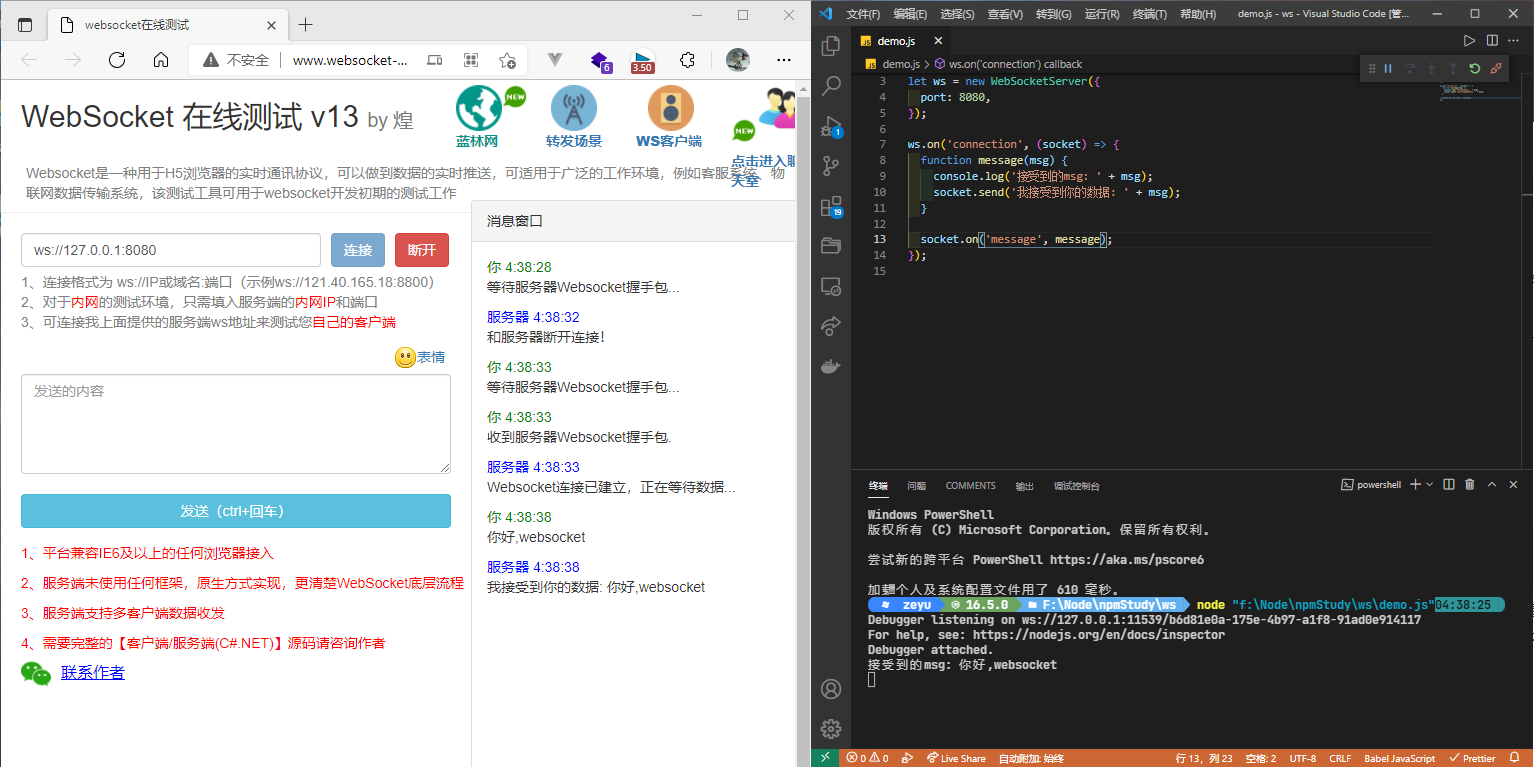 websocket在线测试
不安全
www.websocket-...
6
3.50
WebSocket 在线测试 v13 by 煌
NEW
蓝林网
转发场景
WS客户端
NEW
点击进入聊
天室
Websocket是一种用于H5浏览器的实时通讯协议，可以做到数据的实时推送，可适用于广泛的工作环境，例如客服系统、物
联网数据传输系统，该测试工具可用于websocket开发初期的测试工作
ws://127.0.0.1:8080
连接
断开
1、连接格式为 ws://IP或域名:端口（示例ws://121.40.165.18:8800）
2、对于内网的测试环境，只需填入服务端的内网IP和端口
3、可连接我上面提供的服务端ws地址来测试您自己的客户端
表情
发送的内容
发送（ctrl+回车）
1、平台兼容IE6及以上的任何浏览器接入
2、服务端未使用任何框架，原生方式实现，更清楚WebSocket底层流程
3、服务端支持多客户端数据收发
4、需要完整的【客户端/服务端(C#.NET)】源码请咨询作者
联系作者
消息窗口
你 4:38:28
等待服务器Websocket握手包...
服务器 4:38:32
和服务器断开连接！
你 4:38:33
等待服务器Websocket握手包...
你 4:38:33
收到服务器Websocket握手包.
服务器 4:38:33
Websocket连接已建立，正在等待数据...
你 4:38:38
你好,websocket
服务器 4:38:38
我接受到你的数据: 你好,websocket
文件(F) 编辑(E) 选择(S) 查看(V) 转到(G) 运行(R) 终端(T) 帮助(H)
demo.js - ws - Visual Studio Code [管...
JS demo.js
JS demo.js > ws.on('connection') callback
1
19
3 let ws = new WebSocketServer({
4 port: 8080,
5 });
6
7 ws.on('connection', (socket) => {
8 function message(msg) {
9 console.log('接受到的msg: ' + msg);
10 socket.send('我接受到你的数据: ' + msg);
11 }
12
13 socket.on('message', message);
14 });
15
终端 问题 COMMENTS 输出 调试控制台
powershell
Windows PowerShell
版权所有 (C) Microsoft Corporation。保留所有权利。
尝试新的跨平台 PowerShell https://aka.ms/pscore6
加载个人及系统配置文件用了 610 毫秒。
zeyu 16.5.0 F:\Node\npmStudy\ws node "f:\Node\npmStudy\ws\demo.js" 04:38:25
Debugger listening on ws://127.0.0.1:11539/b6d81e0a-175e-4b97-a1f8-91ad0e914117
For help, see: https://nodejs.org/en/docs/inspector
Debugger attached.
接受到的msg: 你好,websocket
0 0 Live Share 自动附加: 始终
行 13，列 23 空格: 2 UTF-8 CRLF Babel JavaScript Prettier